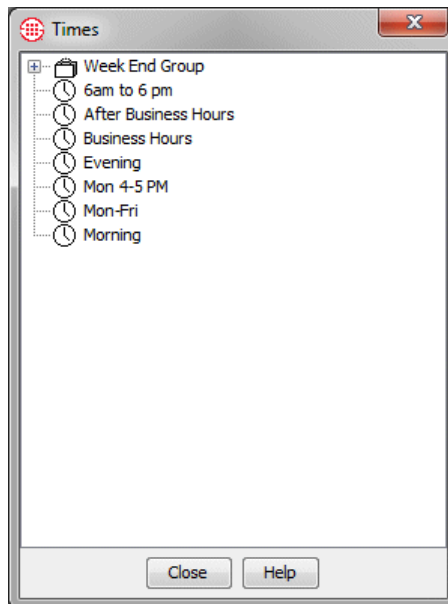 Times
Week End Group
6am to 6 pm
After Business Hours
Business Hours
Evening
Mon 4-5 PM
Mon-Fri
Morning
Close Help